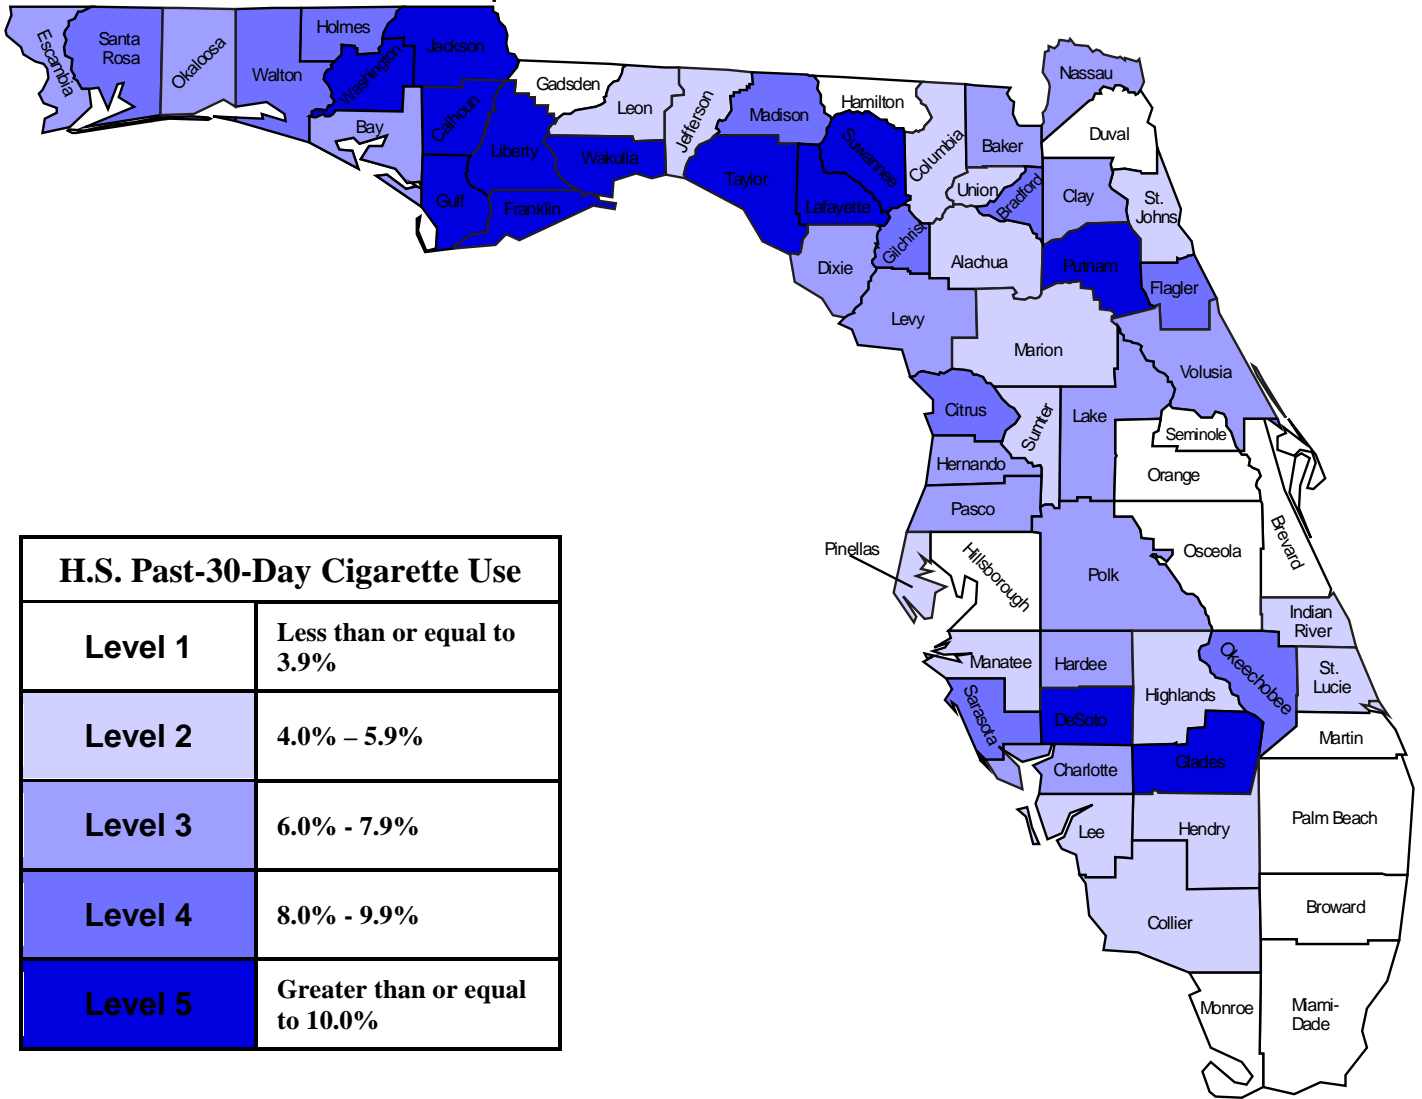 Escambia
Santa
Rosa
Okaloosa
Walton
Holmes
Washington
Jackson
Bay
Calhoun
Gulf
Liberty
Gadsden
Franklin
Wakulla
Leon
Jefferson
Madison
Taylor
Hamilton
Suwannee
Lafayette
Columbia
Baker
Nassau
Duval
Union
Bradford
Clay
St.
Johns
Gilchrist
Dixie
Alachua
Putnam
Flagler
Levy
Marion
Volusia
Citrus
Sumter
Lake
Seminole
Hernando
Orange
Pasco
Pinellas
Hillsborough
Polk
Osceola
Brevard
Indian
River
Manatee
Hardee
Highlands
Okeechobee
St.
Lucie
Sarasota
DeSoto
Martin
Charlotte
Glades
Lee
Hendry
Palm Beach
Collier
Broward
Monroe
Miami-
Dade
H.S. Past-30-Day Cigarette Use
Level 1
Less than or equal to
3.9%
Level 2
4.0% – 5.9%
Level 3
6.0% - 7.9%
Level 4
8.0% - 9.9%
Level 5
Greater than or equal
to 10.0%